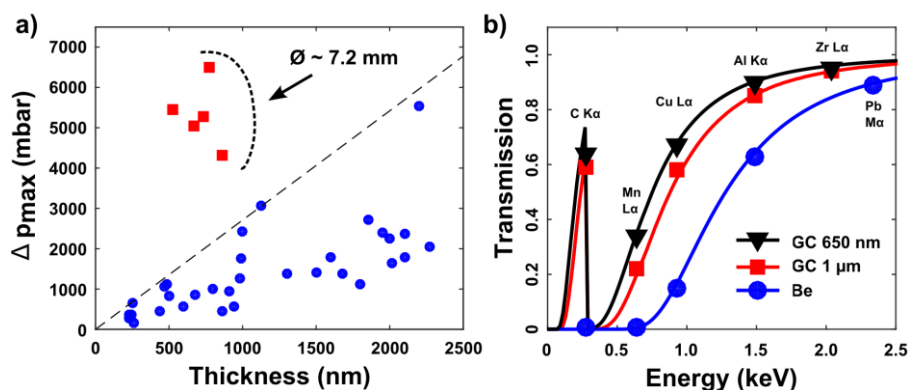 a)
Δ pmax (mbar)
7000
6000
5000
4000
3000
2000
1000
0
0 500 1000 1500 2000 2500
Thickness (nm)
Ø ~ 7.2 mm
b)
Transmission
1.0
0.8
0.6
0.4
0.2
0
0 0.5 1.0 1.5 2.0 2.5
Energy (keV)
C Kα
Mn
Lα
Cu Lα
Al Kα
Zr Lα
Pb
Mα
GC 650 nm
GC 1 μm
Be